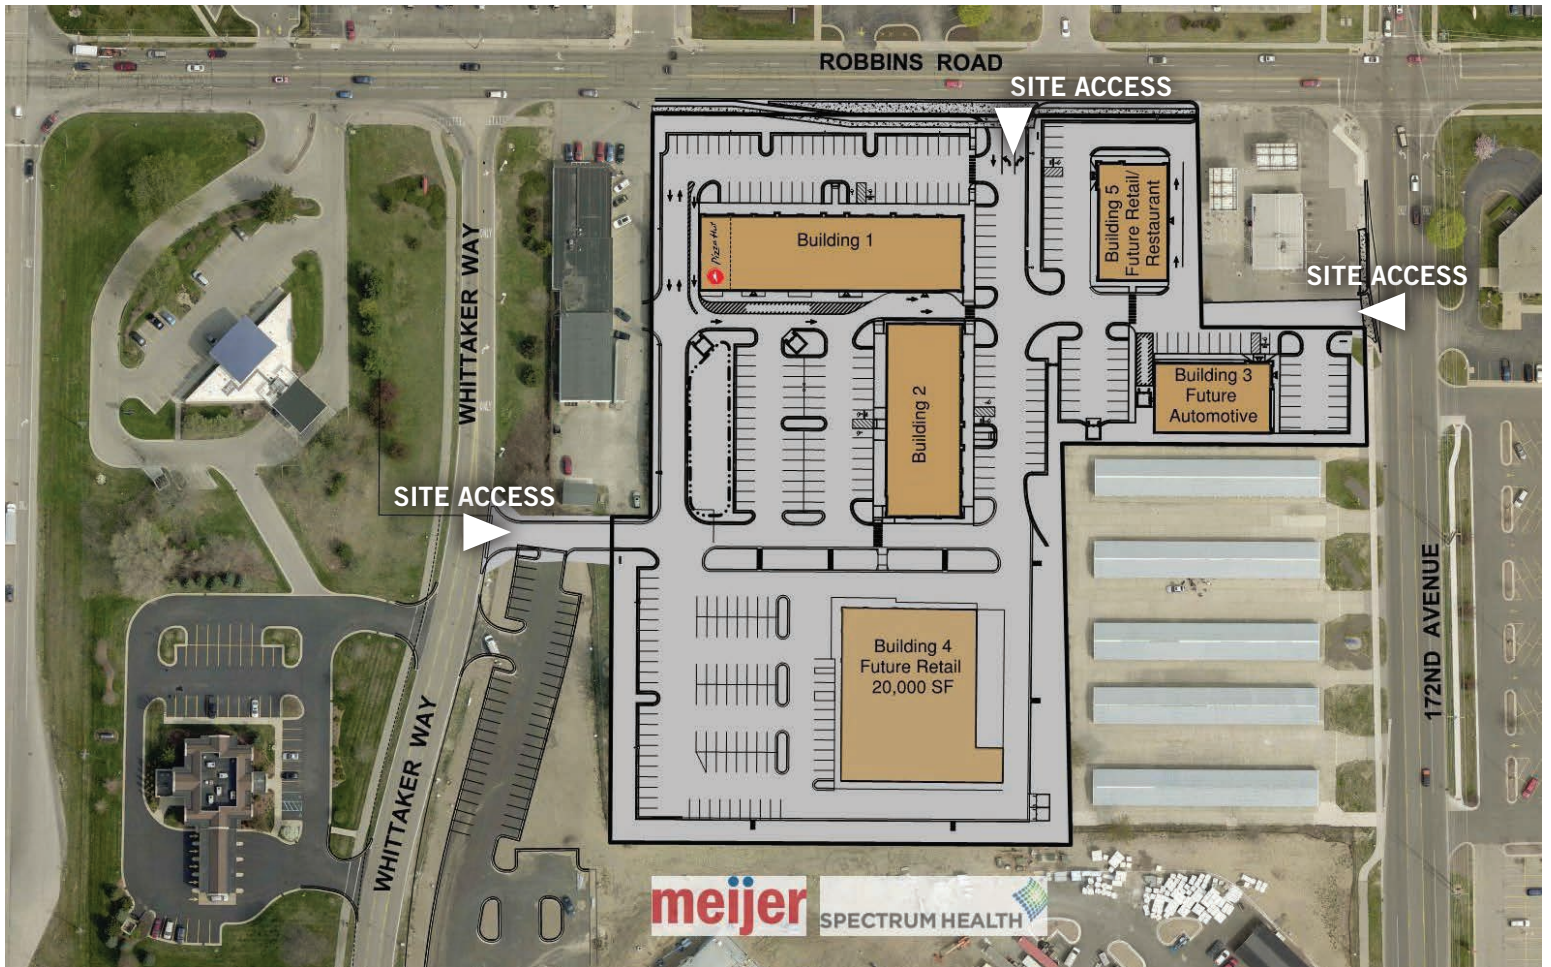 ROBBINS ROAD
SITE ACCESS
Building 1
Pizza Hut
Building 5
Future Retail/
Restaurant
WHITTAKER WAY
SITE ACCESS
Building 2
Building 3
Future
Automotive
SITE ACCESS
172ND AVENUE
Building 4
Future Retail
20,000 SF
WHITTAKER WAY
meijer
SPECTRUM HEALTH